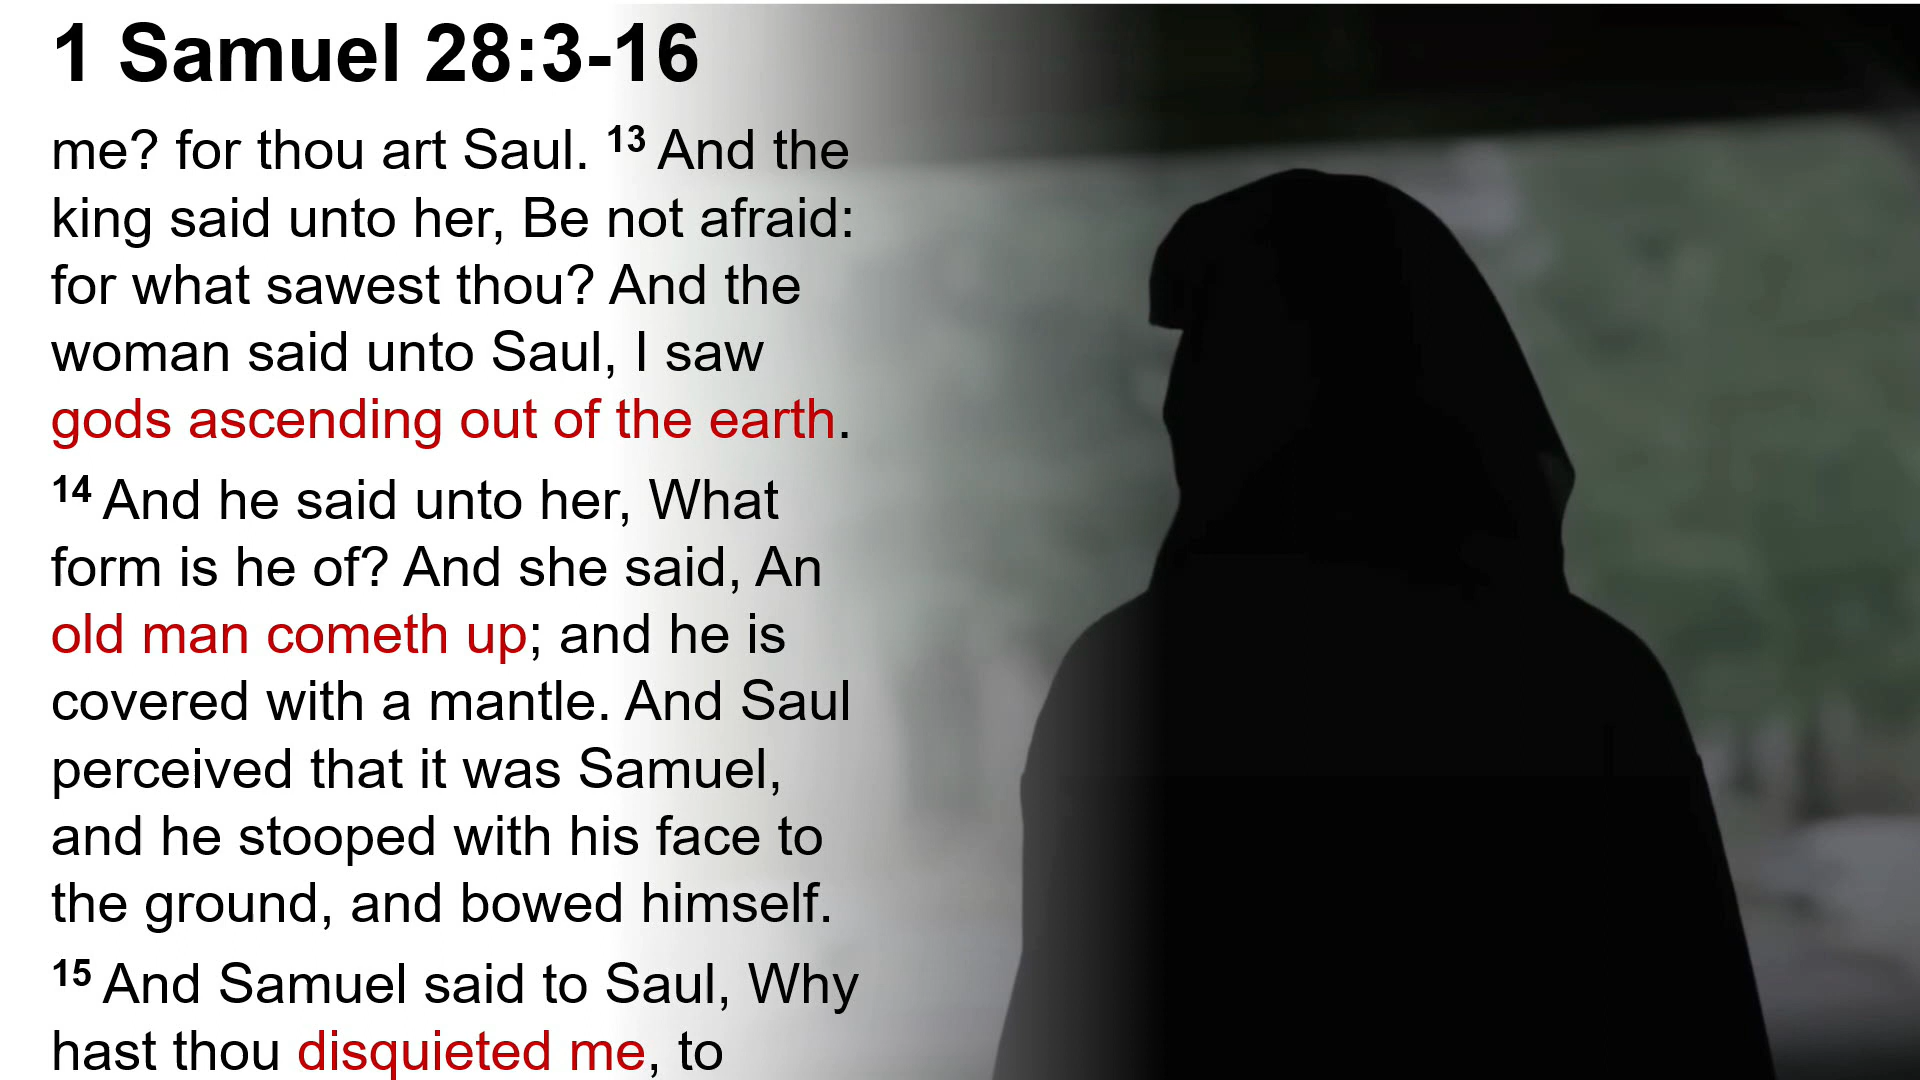 1 Samuel 28:3-16
me? for thou art Saul. 13 And the
king said unto her, Be not afraid:
for what sawest thou? And the
woman said unto Saul, I saw
gods ascending out of the earth.
14 And he said unto her, What
form is he of? And she said, An
old man cometh up; and he is
covered with a mantle. And Saul
perceived that it was Samuel,
and he stooped with his face to
the ground, and bowed himself.
15 And Samuel said to Saul, Why
hast thou disquieted me, to